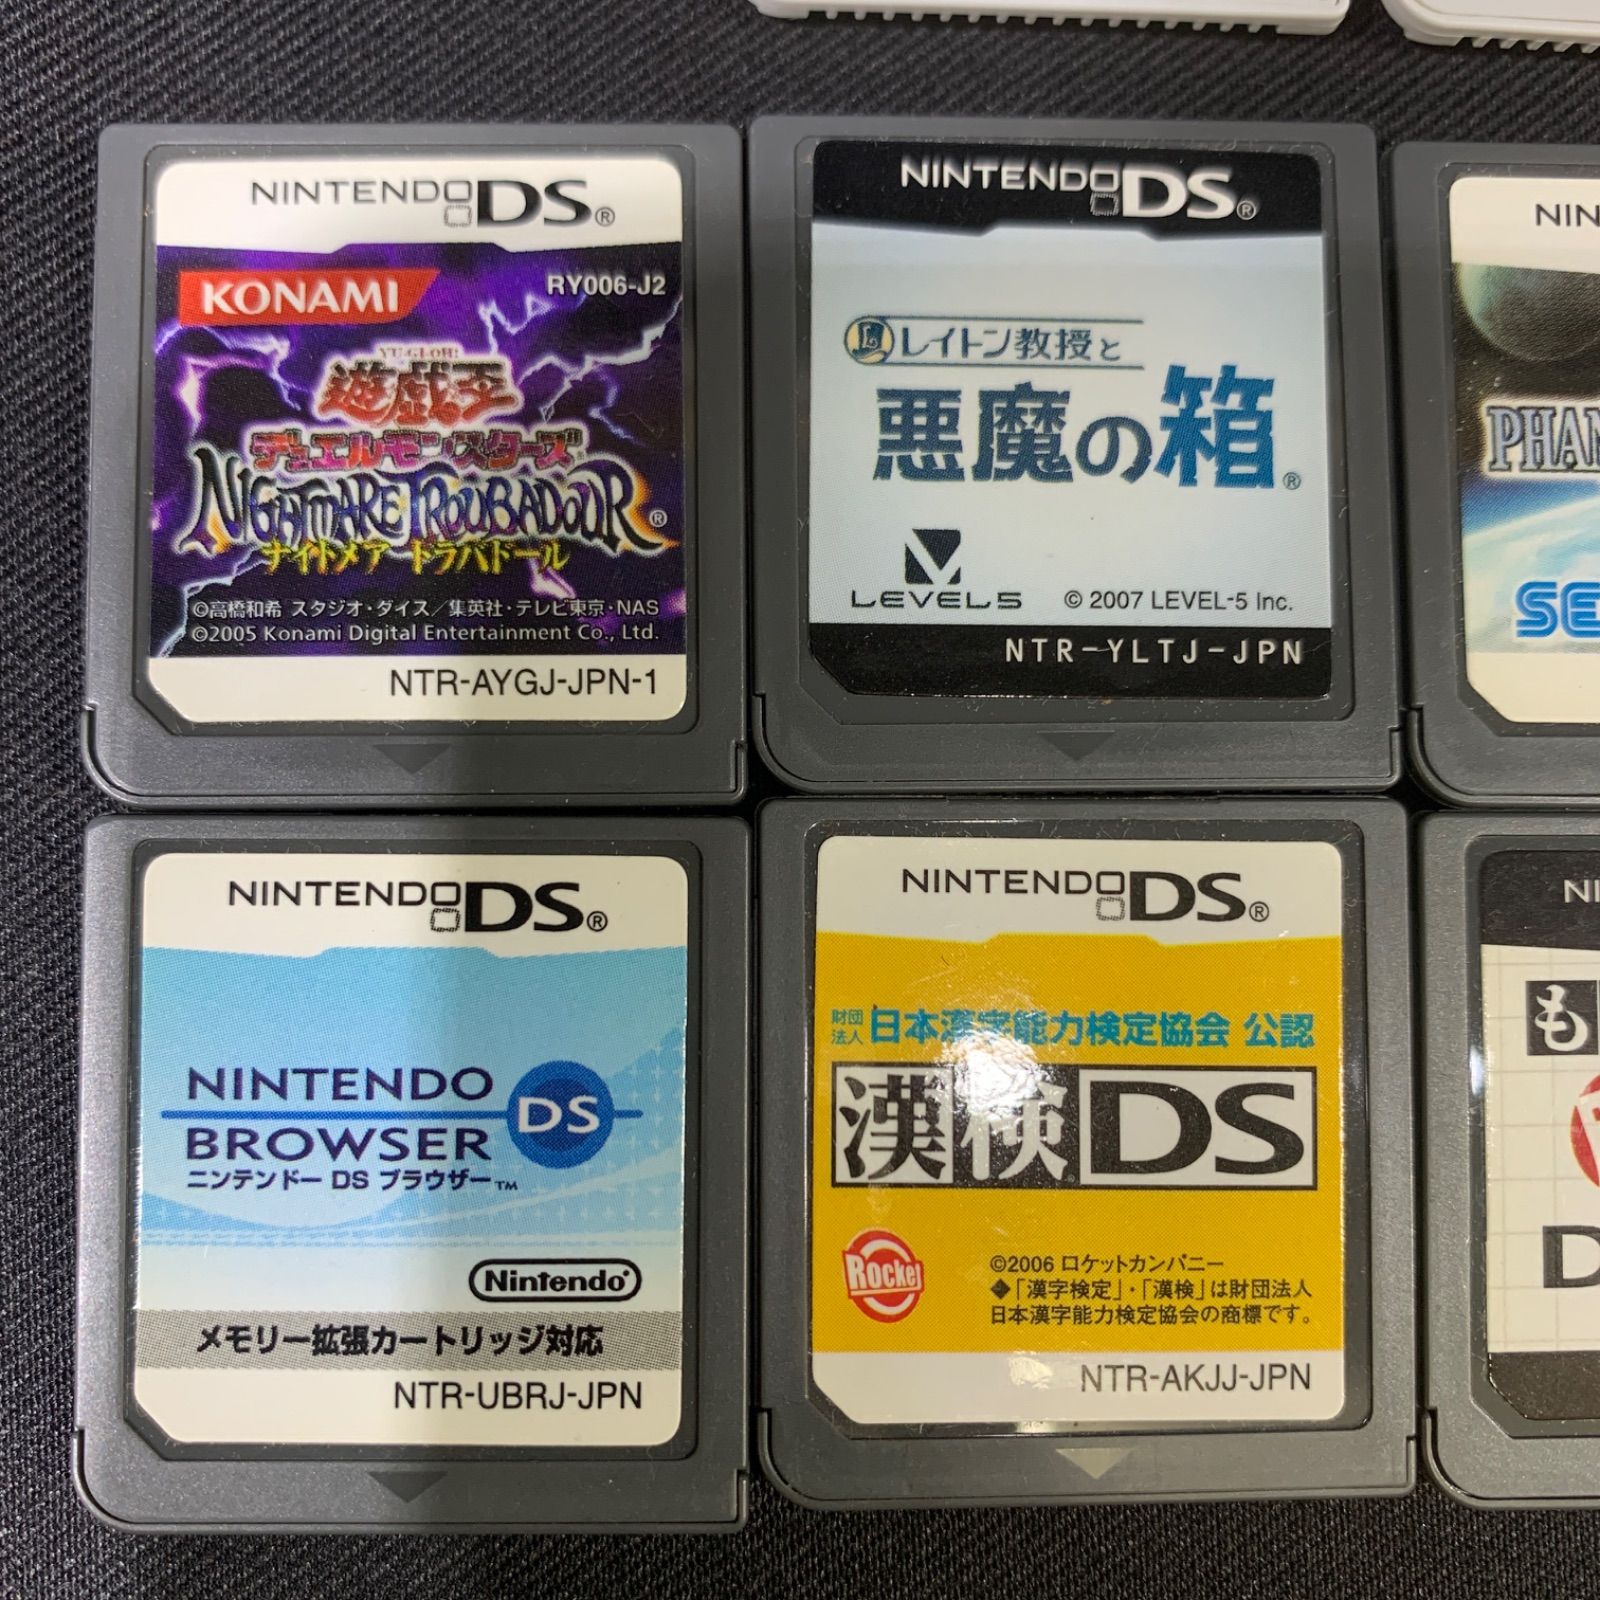 NINTENDO DS®
KONAMI
RY006-J2
YU-GI-OH!
遊戯王
デュエルモンスターズ
NIGHTMARE TROUBADOUR®
ナイトメア トラバドール
©高橋和希 スタジオ・ダイス／集英社・テレビ東京・NAS
©2005 Konami Digital Entertainment Co., Ltd.
NTR-AYGJ-JPN-1
NINTENDO DS®
レイトン教授と
悪魔の箱®
LEVEL5
© 2007 LEVEL-5 Inc.
NTR-YLTJ-JPN
NIN
PHAN
SE
NINTENDO DS®
NINTENDO
BROWSER
DS
ニンテンドー DS ブラウザー™
Nintendo®
メモリー拡張カートリッジ対応
NTR-UBRJ-JPN
NINTENDO DS®
財団法人 日本漢字能力検定協会 公認
漢検DS
Rocket
©2006 ロケットカンパニー
◆「漢字検定」・「漢検」は財団法人
日本漢字能力検定協会の商標です。
NTR-AKJJ-JPN
NI
も
D